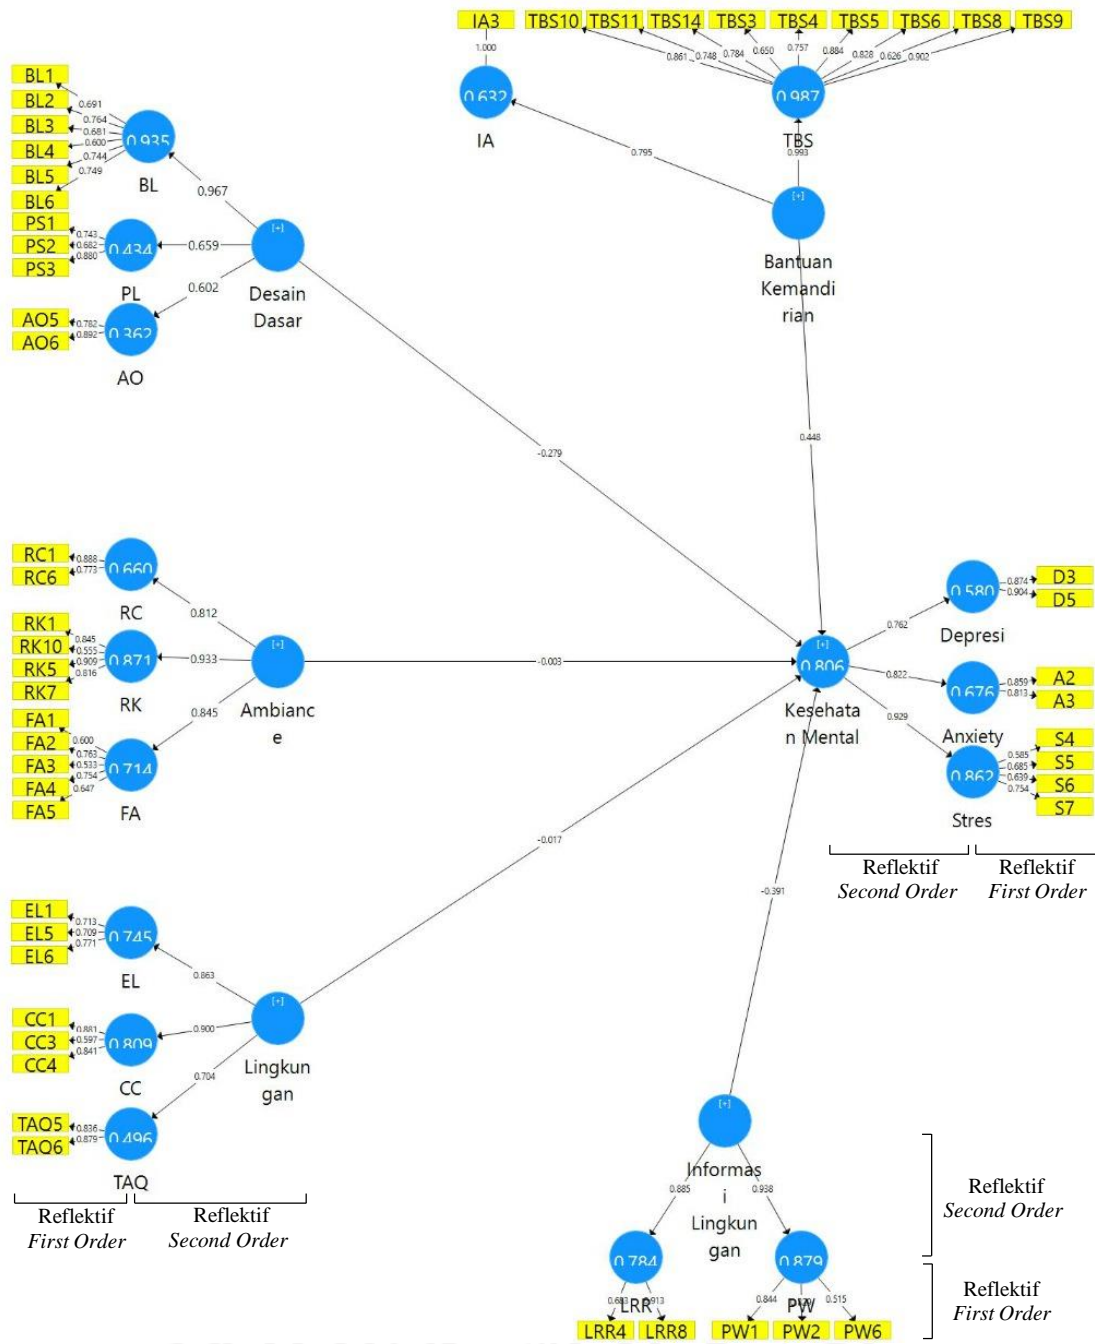 IA3 TBS10 TBS11 TBS14 TBS3 TBS4 TBS5 TBS6 TBS8 TBS9
1.000
0.861 0.748 0.784 0.650 0.757 0.884 0.828 0.626 0.902
0.632
IA
0.987
TBS
0.795
0.993
[+]
Bantuan
Kemandi
rian
0.448
BL1
BL2
BL3
BL4
BL5
BL6
0.691
0.764
0.681
0.600
0.744
0.749
0.935
BL
0.967
PS1
PS2
PS3
0.743
0.682
0.880
0.434
PL
0.659
AO5
AO6
0.782
0.892
0.362
AO
0.602
[+]
Desain
Dasar
-0.279
RC1
RC6
0.888
0.773
0.660
RC
0.812
RK1
RK10
RK5
RK7
0.845
0.555
0.909
0.816
0.871
RK
0.933
FA1
FA2
FA3
FA4
FA5
0.600
0.763
0.533
0.754
0.647
0.714
FA
0.845
[+]
Ambianc
e
-0.003
[+]
0.806
Kesehata
n Mental
0.762
0.822
0.929
0.580
Depresi
0.874
0.904
D3
D5
0.676
Anxiety
0.859
0.813
A2
A3
0.862
Stres
0.585
0.685
0.639
0.754
S4
S5
S6
S7
Reflektif
Second Order
Reflektif
First Order
EL1
EL5
EL6
0.713
0.709
0.771
0.745
EL
0.863
CC1
CC3
CC4
0.881
0.597
0.841
0.809
CC
0.900
TAQ5
TAQ6
0.836
0.879
0.496
TAQ
0.704
[+]
Lingkun
gan
-0.017
Reflektif
First Order
Reflektif
Second Order
-0.391
[+]
Informas
i
Lingkun
gan
0.885
0.938
0.784
LRR
0.879
PW
0.913
0.844
0.515
LRR4 LRR8 PW1 PW2 PW6
Reflektif
Second Order
Reflektif
First Order